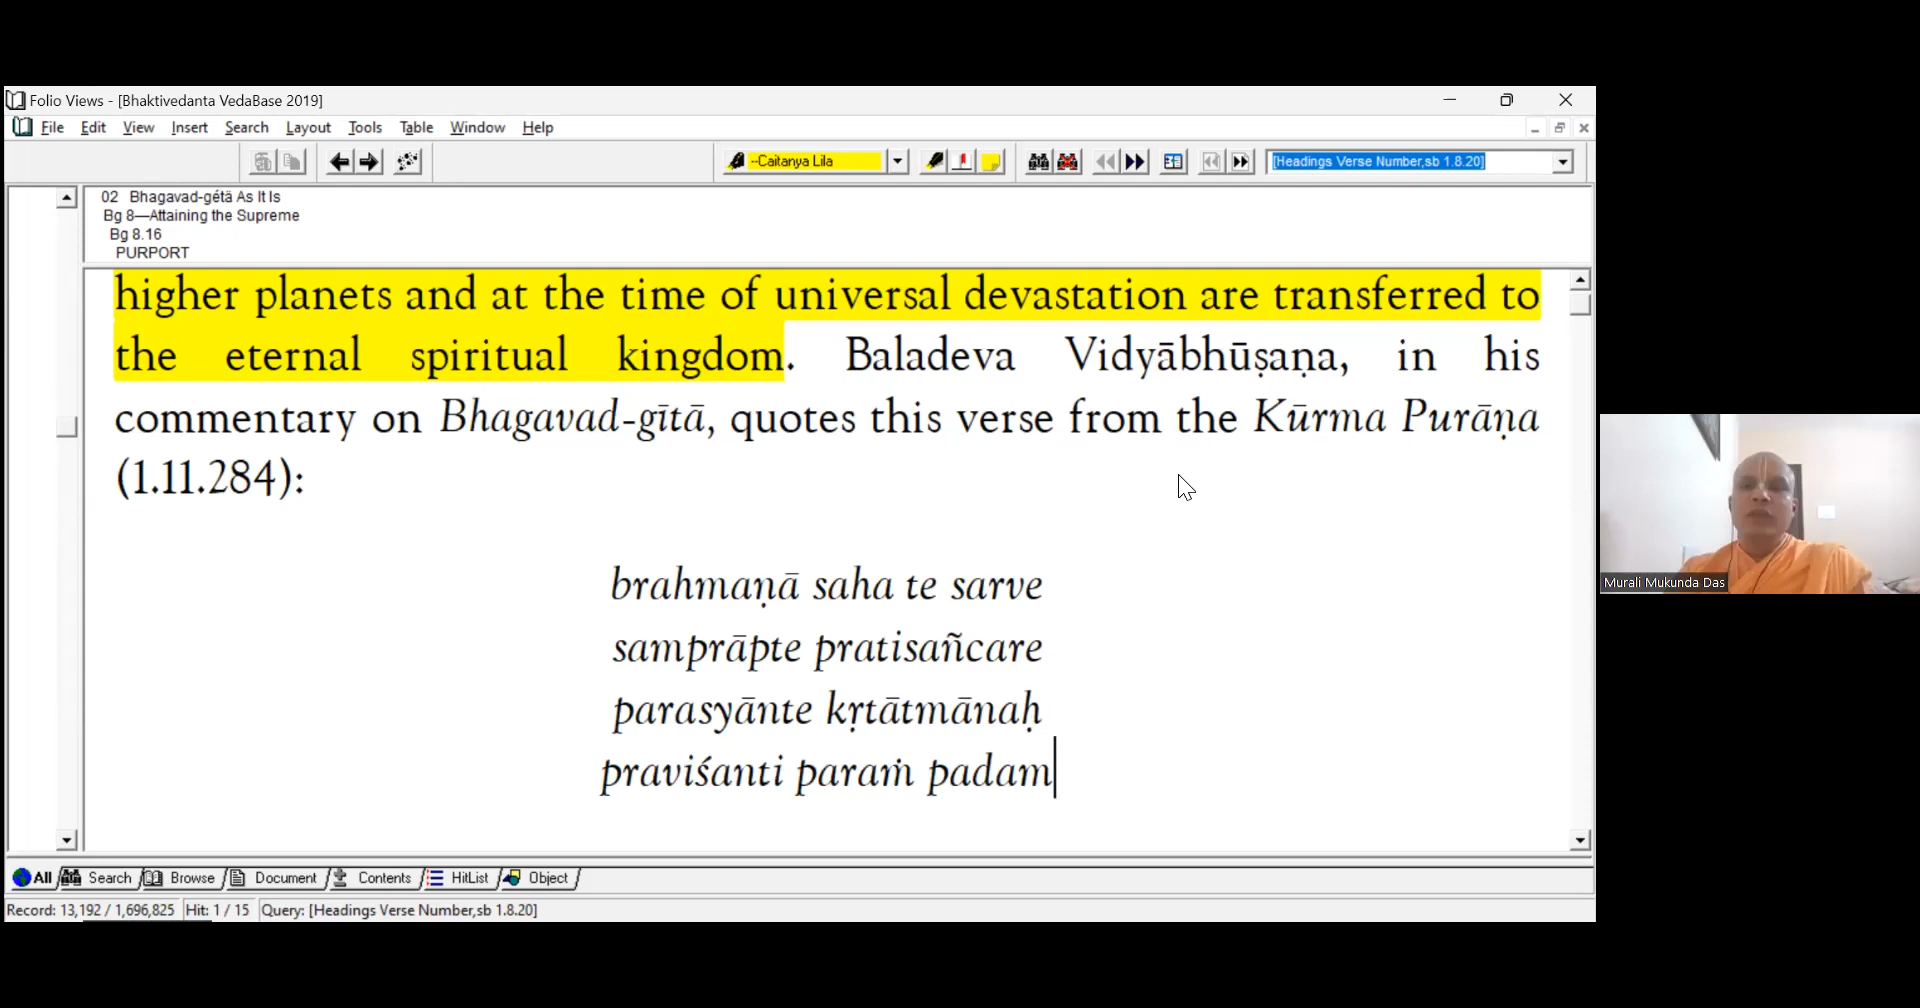 Folio Views - [Bhaktivedanta VedaBase 2019]
File Edit View Insert Search Layout Tools Table Window Help
--Caitanya Lila
[Headings Verse Number,sb 1.8.20]
02 Bhagavad-gétä As It Is
Bg 8—Attaining the Supreme
Bg 8.16
PURPORT
higher planets and at the time of universal devastation are transferred to
the eternal spiritual kingdom. Baladeva Vidyābhūṣaṇa, in his
commentary on Bhagavad-gītā, quotes this verse from the Kūrma Purāṇa
(1.11.284):
brahmaṇā saha te sarve
samprāpte pratisañcare
parasyānte kṛtātmānaḥ
praviśanti paraṁ padam
Murali Mukunda Das
All Search Browse Document Contents HitList Object
Record: 13,192 / 1,696,825 Hit: 1 / 15 Query: [Headings Verse Number,sb 1.8.20]